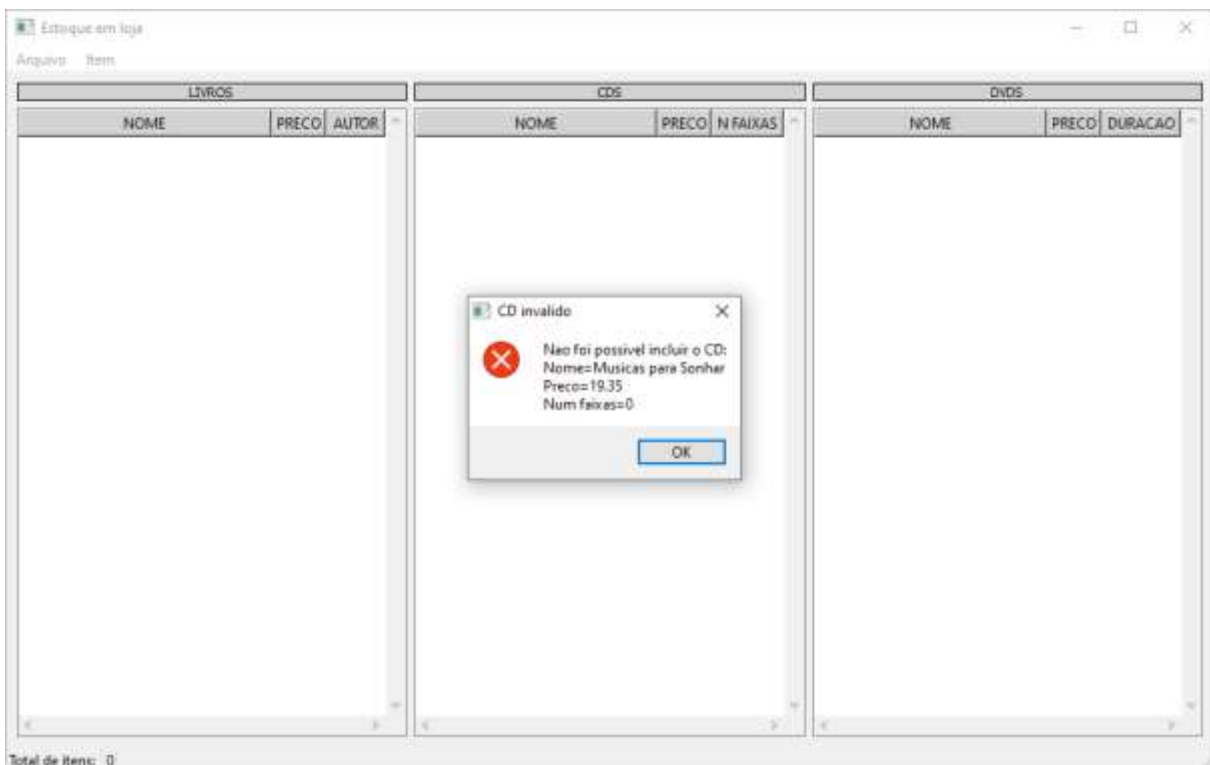 Estoque em loja
Arquivo Item
LIVROS CDS DVDS
NOME PRECO AUTOR NOME PRECO N FAIXAS NOME PRECO DURACAO
CD invalido
Nao foi possivel incluir o CD:
Nome=Musicas para Sonhar
Preco=19.35
Num faixas=0
OK
Total de itens: 0